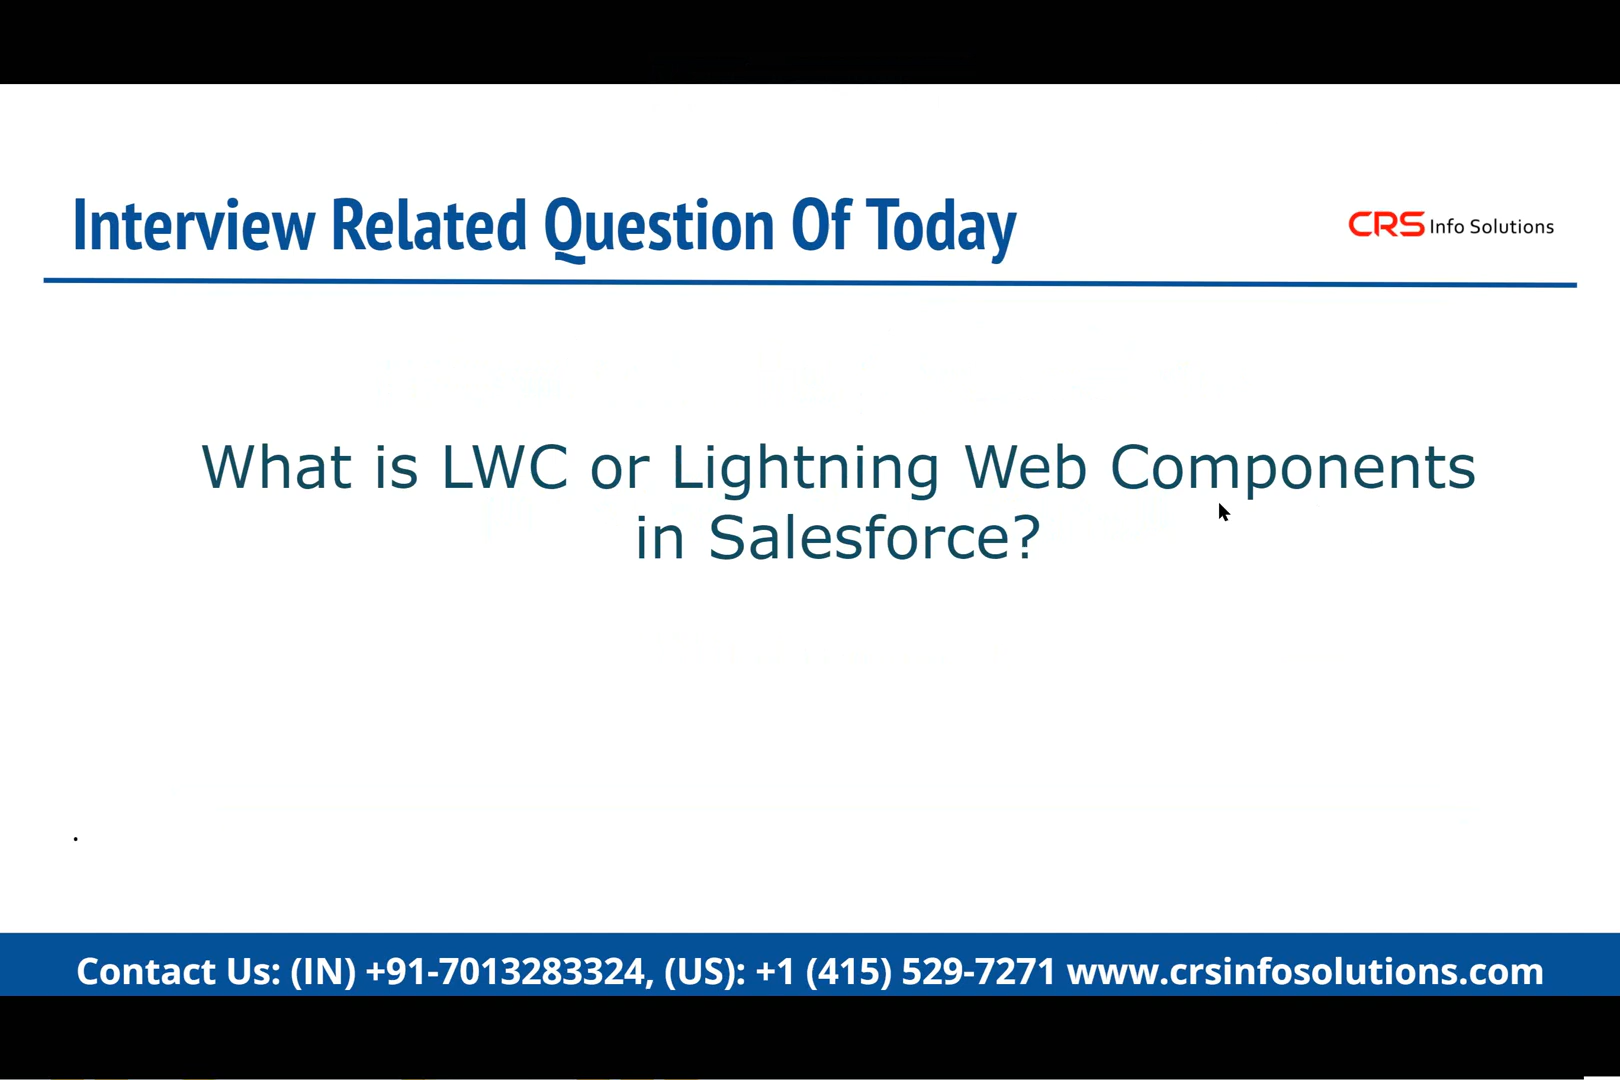 Interview Related Question Of Today
CRS Info Solutions
What is LWC or Lightning Web Components
in Salesforce?
.
Contact Us: (IN) +91-7013283324, (US): +1 (415) 529-7271 www.crsinfosolutions.com